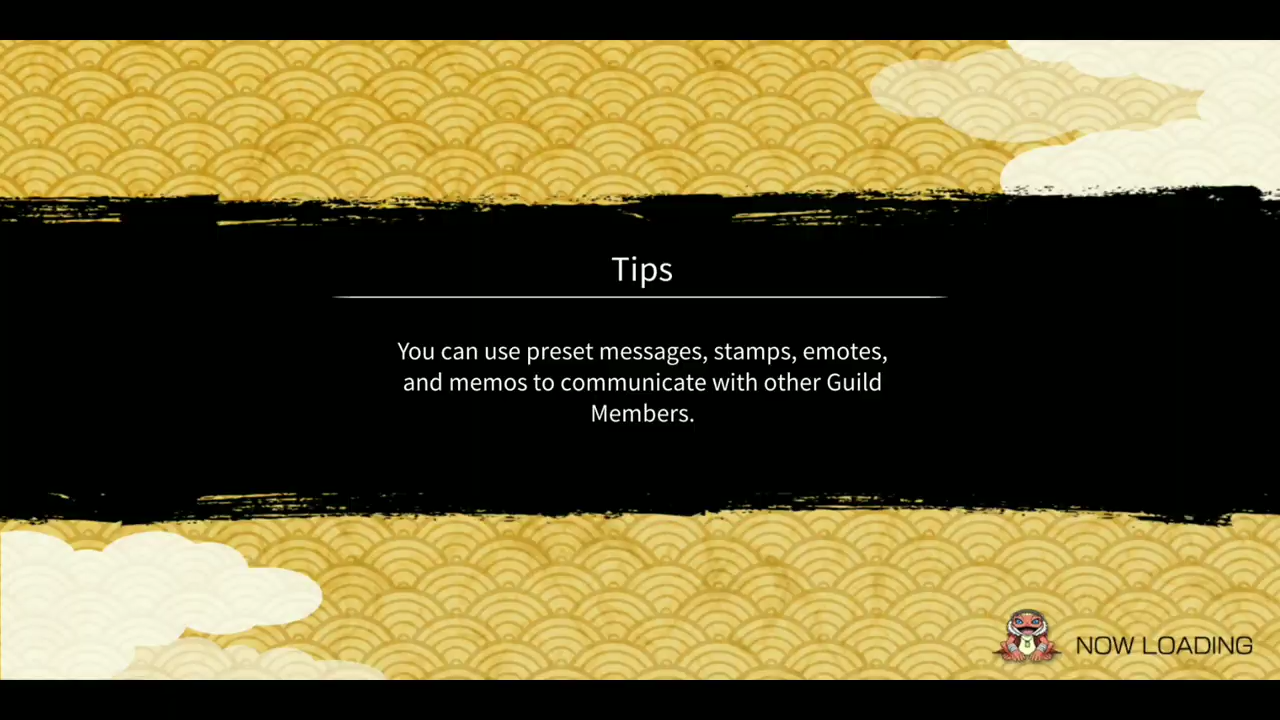 Tips
You can use preset messages, stamps, emotes,
and memos to communicate with other Guild
Members.
NOW LOADING